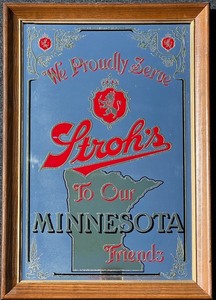 We Proudly Serve
Stroh's
To Our
MINNESOTA
Friends